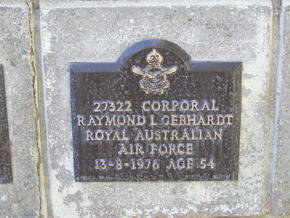 27322 CORPORAL
RAYMOND L GEBHARDT
ROYAL AUSTRALIAN
AIR FORCE
13-8-1976 AGE 54